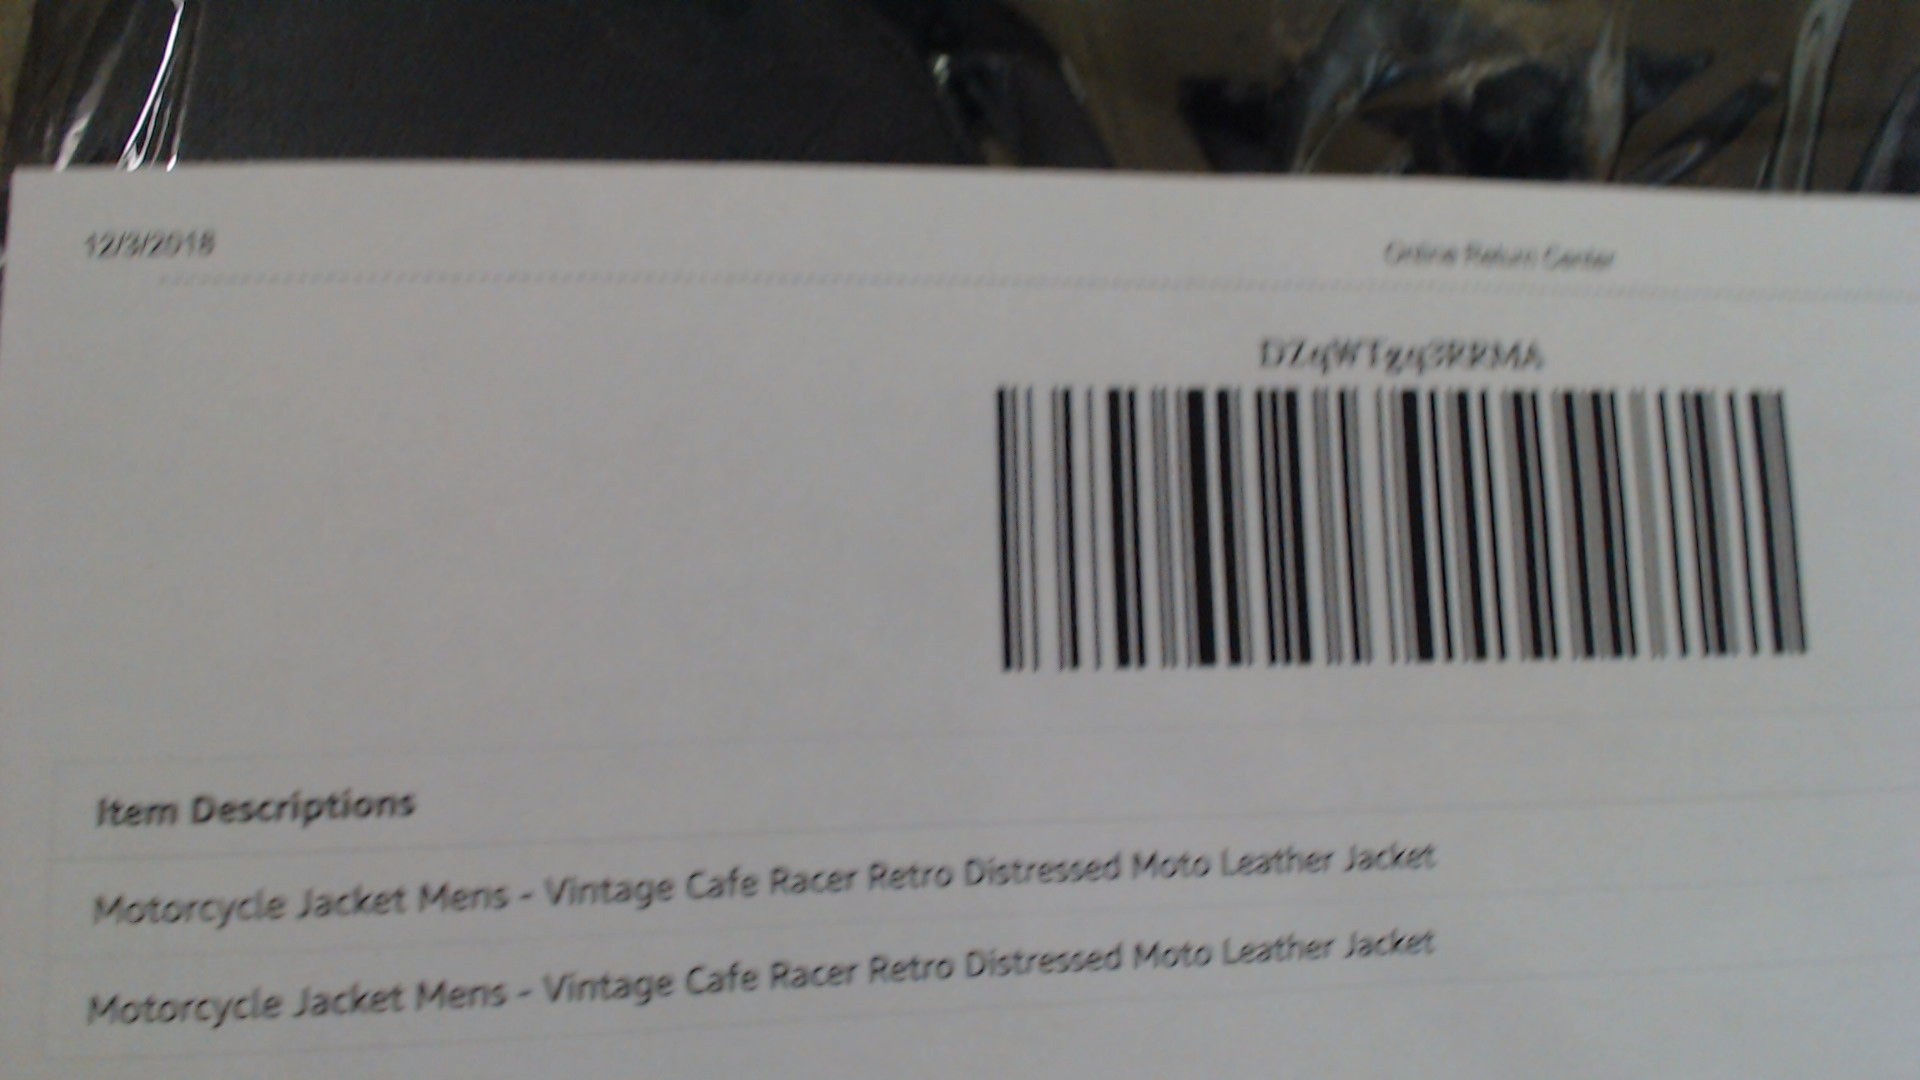 12/3/2018
Online Return Center
DZqWTgq3RRMA
Item Descriptions
Motorcycle Jacket Mens - Vintage Cafe Racer Retro Distressed Moto Leather Jacket
Motorcycle Jacket Mens - Vintage Cafe Racer Retro Distressed Moto Leather Jacket